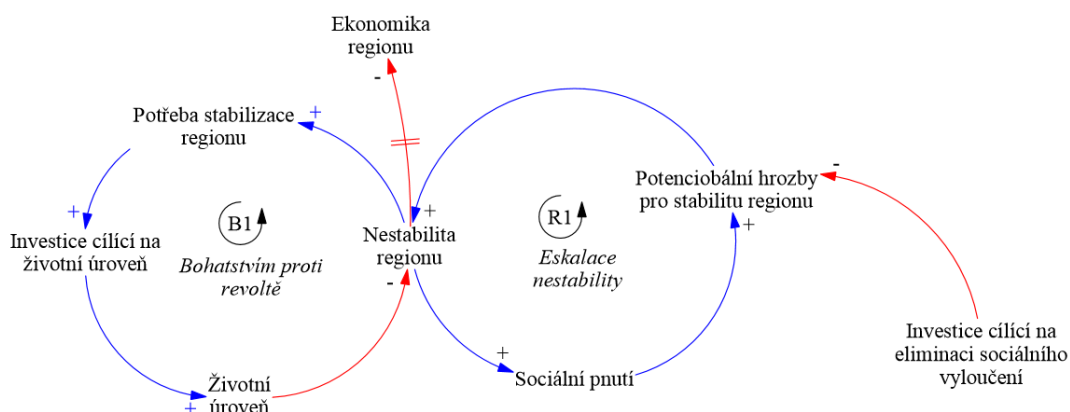 Ekonomika
regionu
-
Potřeba stabilizace
regionu
+
+
Investice cílící na
životní úroveň
B1
Bohatstvím proti
revoltě
Životní
úroveň
+
-
Nestabilita
regionu
+
R1
Eskalace
nestability
+
Sociální pnutí
Potenciobální hrozby
pro stabilitu regionu
+
-
Investice cílící na
eliminaci sociálního
vyloučení